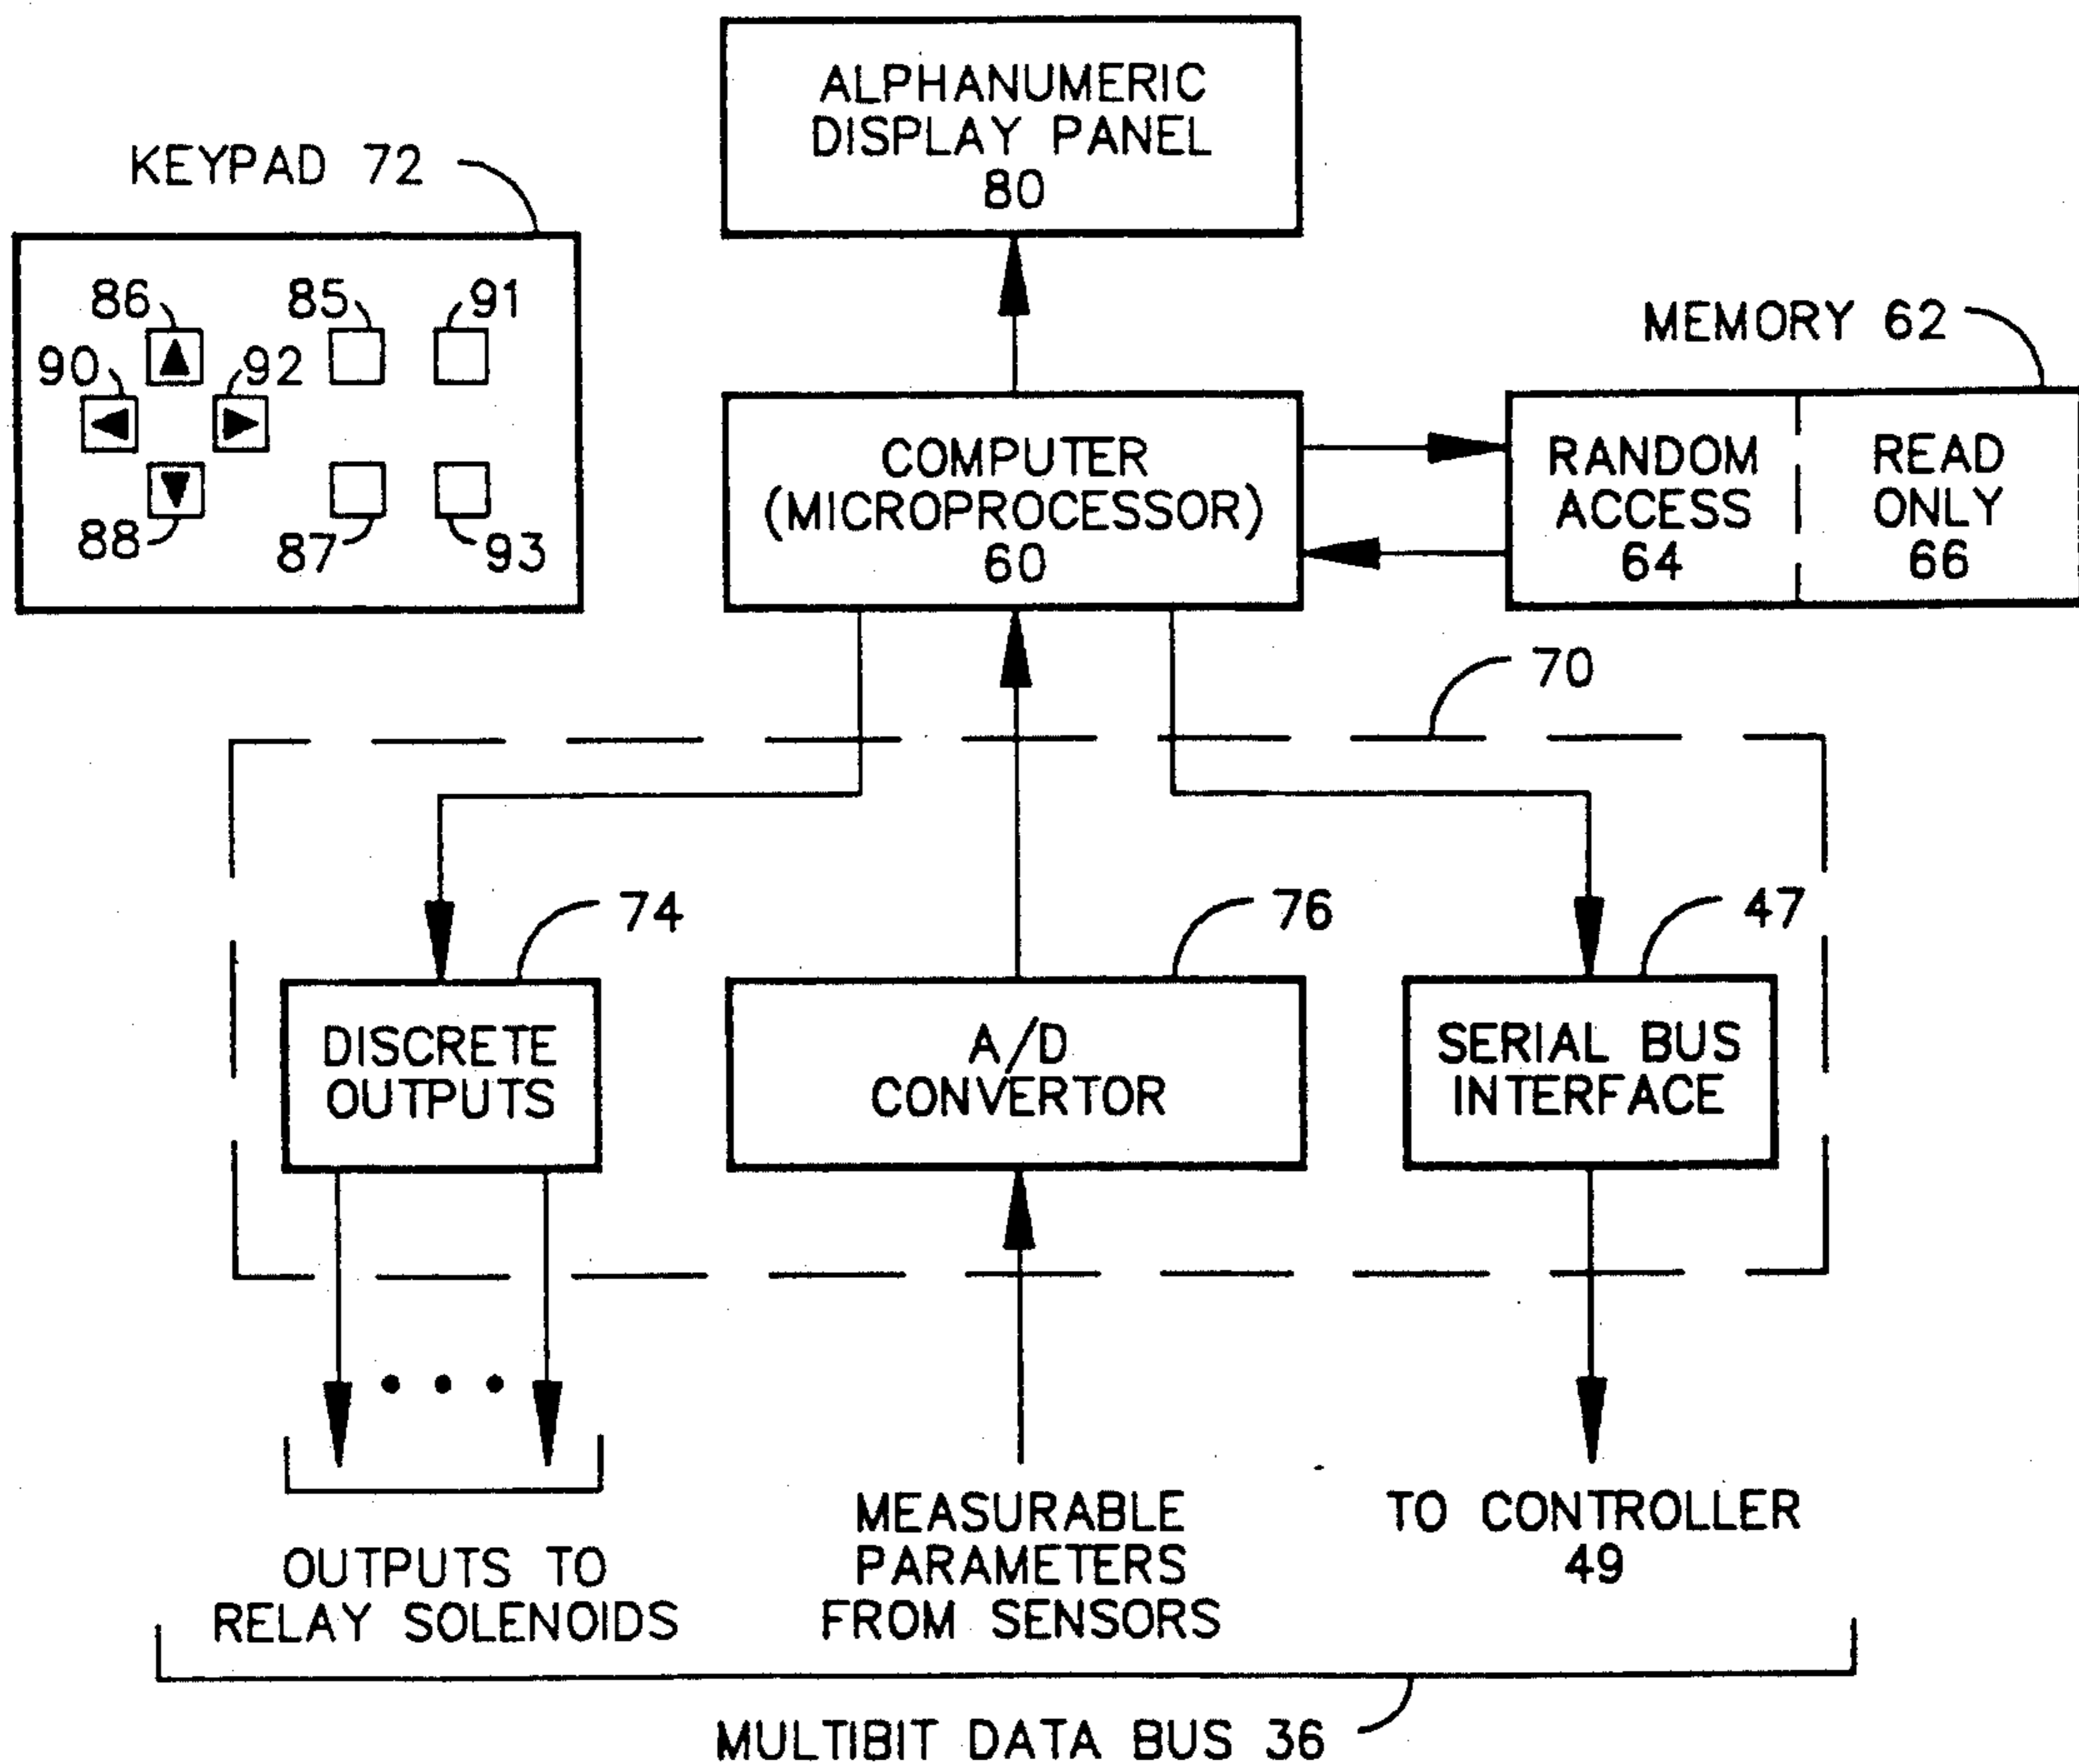 ALPHANUMERIC
DISPLAY PANEL
80
KEYPAD 72
86
85
91
90
92
88
87
93
MEMORY 62
COMPUTER
(MICROPROCESSOR)
60
RANDOM
ACCESS
64
READ
ONLY
66
70
74
76
47
DISCRETE
OUTPUTS
A/D
CONVERTOR
SERIAL BUS
INTERFACE
OUTPUTS TO
RELAY SOLENOIDS
MEASURABLE
PARAMETERS
FROM SENSORS
TO CONTROLLER
49
MULTIBIT DATA BUS 36